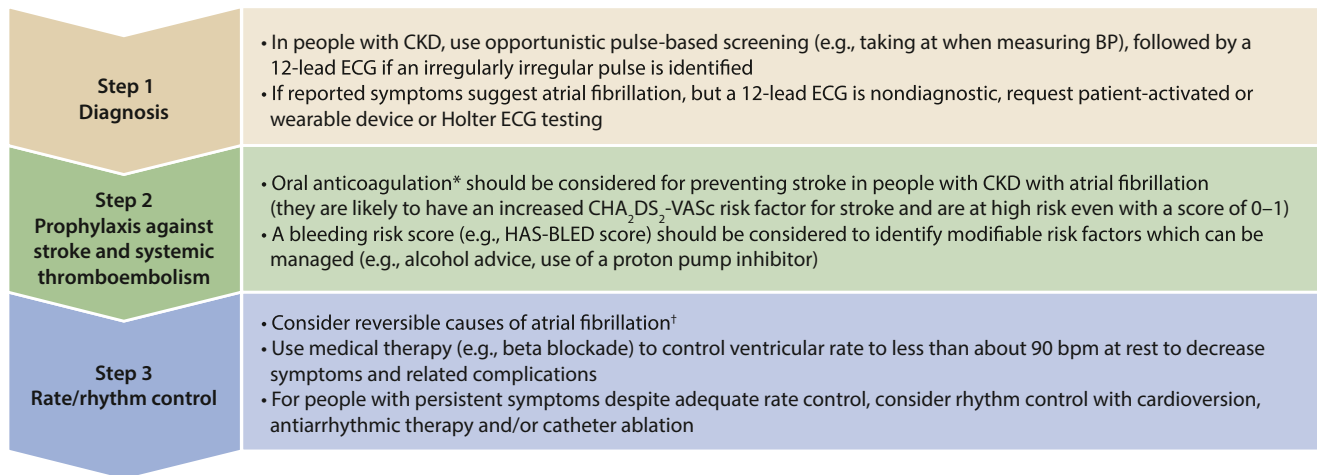 Step 1
Diagnosis
• In people with CKD, use opportunistic pulse-based screening (e.g., taking at when measuring BP), followed by a
12-lead ECG if an irregularly irregular pulse is identified
• If reported symptoms suggest atrial fibrillation, but a 12-lead ECG is nondiagnostic, request patient-activated or
wearable device or Holter ECG testing
Step 2
Prophylaxis against
stroke and systemic
thromboembolism
• Oral anticoagulation* should be considered for preventing stroke in people with CKD with atrial fibrillation
(they are likely to have an increased CHA₂DS₂-VASc risk factor for stroke and are at high risk even with a score of 0–1)
• A bleeding risk score (e.g., HAS-BLED score) should be considered to identify modifiable risk factors which can be
managed (e.g., alcohol advice, use of a proton pump inhibitor)
Step 3
Rate/rhythm control
• Consider reversible causes of atrial fibrillation†
• Use medical therapy (e.g., beta blockade) to control ventricular rate to less than about 90 bpm at rest to decrease
symptoms and related complications
• For people with persistent symptoms despite adequate rate control, consider rhythm control with cardioversion,
antiarrhythmic therapy and/or catheter ablation